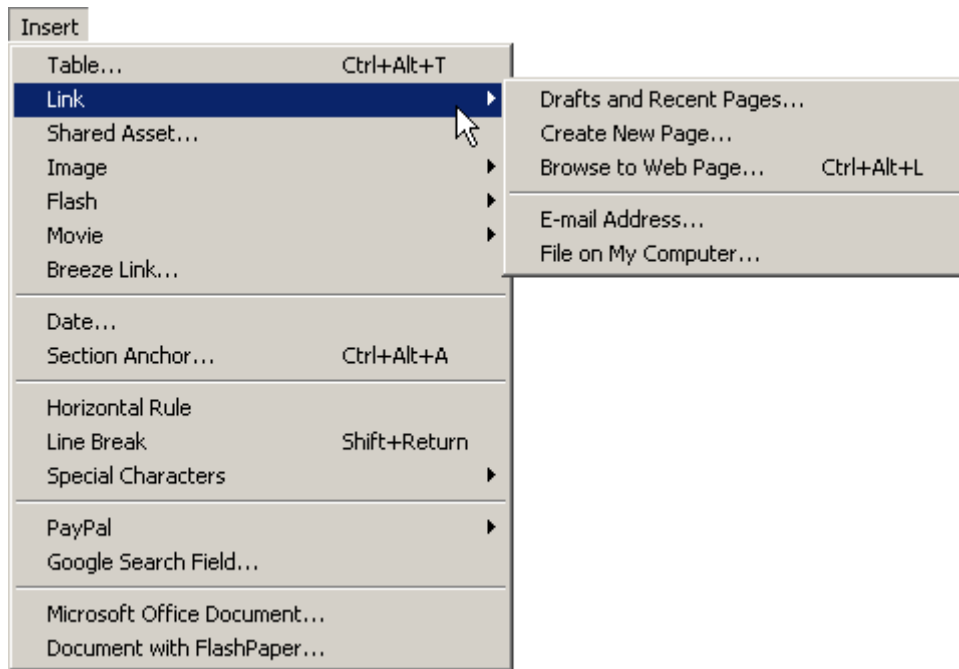 Insert
Table... Ctrl+Alt+T
Link
Shared Asset...
Image
Flash
Movie
Breeze Link...
Date...
Section Anchor... Ctrl+Alt+A
Horizontal Rule
Line Break Shift+Return
Special Characters
PayPal
Google Search Field...
Microsoft Office Document...
Document with FlashPaper...
Drafts and Recent Pages...
Create New Page...
Browse to Web Page... Ctrl+Alt+L
E-mail Address...
File on My Computer...